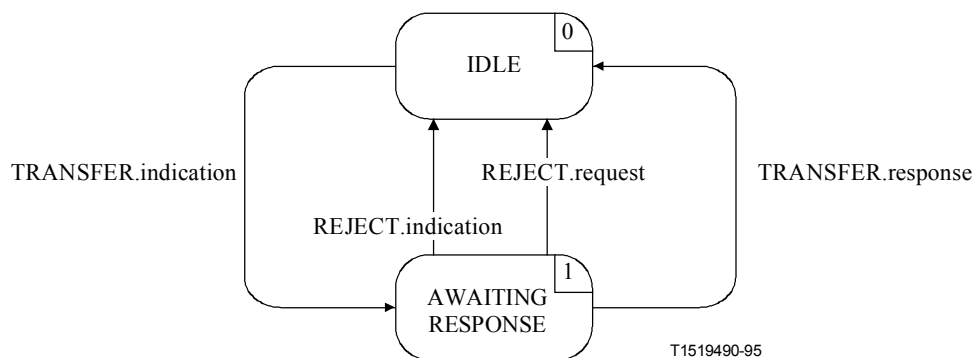 0
IDLE
TRANSFER.indication
REJECT.request
TRANSFER.response
REJECT.indication
1
AWAITING
RESPONSE
T1519490-95